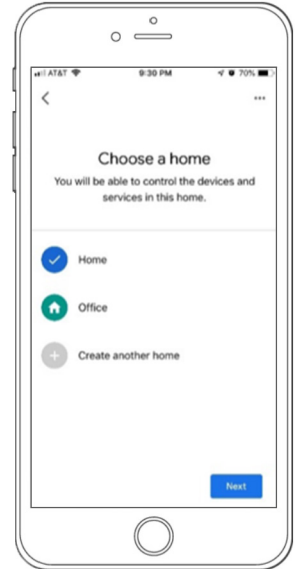 AT&T 9:30 PM 70%
Choose a home
You will be able to control the devices and
services in this home.
Home
Office
Create another home
Next